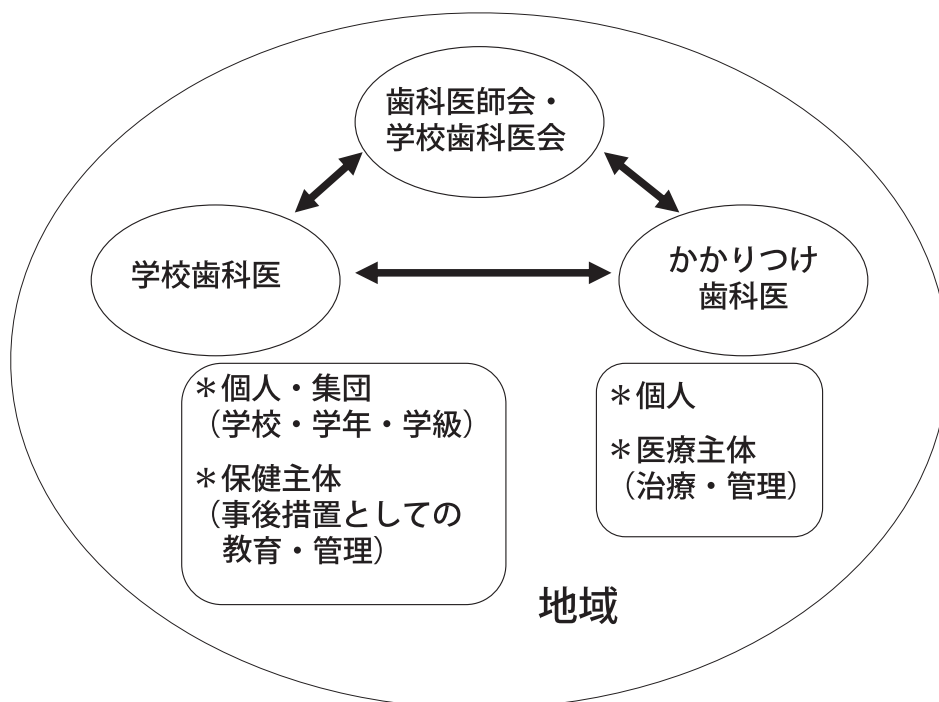 歯科医師会・
学校歯科医会
学校歯科医
かかりつけ
歯科医
＊個人・集団
（学校・学年・学級）
＊保健主体
（事後措置としての
教育・管理）
＊個人
＊医療主体
（治療・管理）
地域